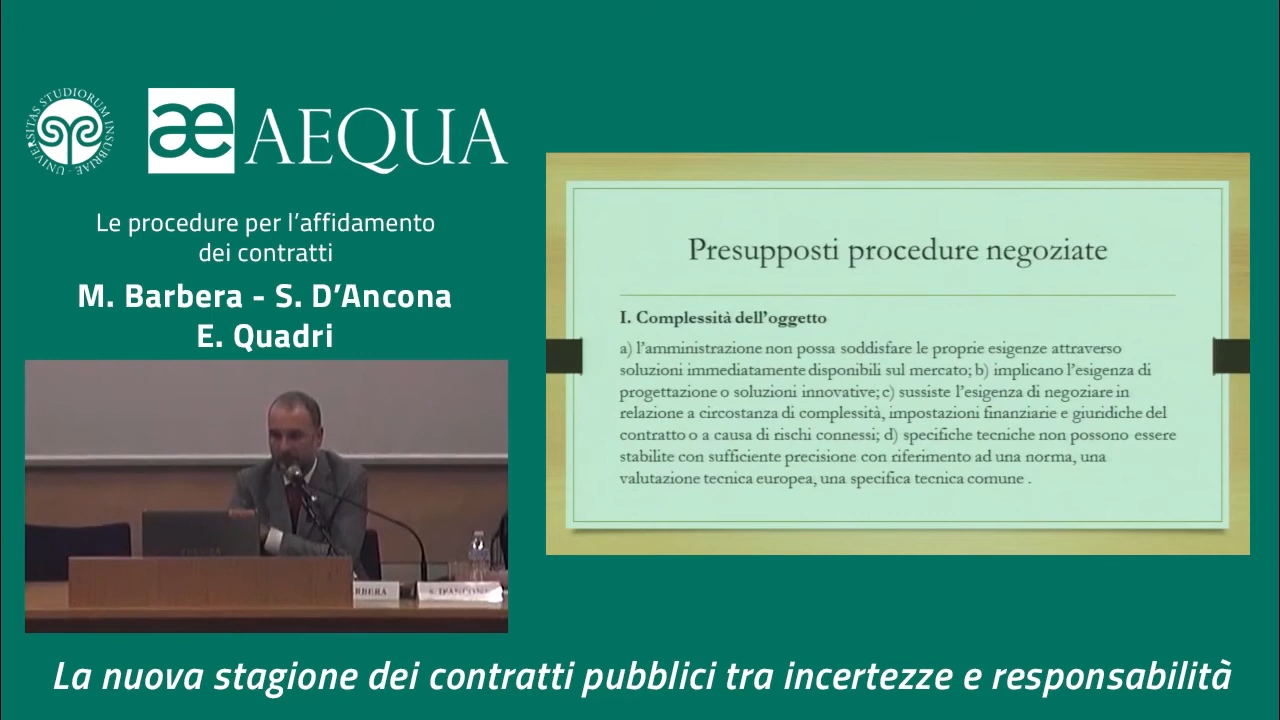 UNIVERSITAS STUDIORUM INSUBRIAE
æ AEQUA
Le procedure per l'affidamento
dei contratti
M. Barbera - S. D'Ancona
E. Quadri
Presupposti procedure negoziate
I. Complessità dell'oggetto
a) l'amministrazione non possa soddisfare le proprie esigenze attraverso
soluzioni immediatamente disponibili sul mercato; b) implicano l'esigenza di
progettazione o soluzioni innovative; c) sussiste l'esigenza di negoziare in
relazione a circostanza di complessità, impostazioni finanziarie e giuridiche del
contratto o a causa di rischi connessi; d) specifiche tecniche non possono essere
stabilite con sufficiente precisione con riferimento ad una norma, una
valutazione tecnica europea, una specifica tecnica comune .
RBERA
S. D'ANCONA
La nuova stagione dei contratti pubblici tra incertezze e responsabilità